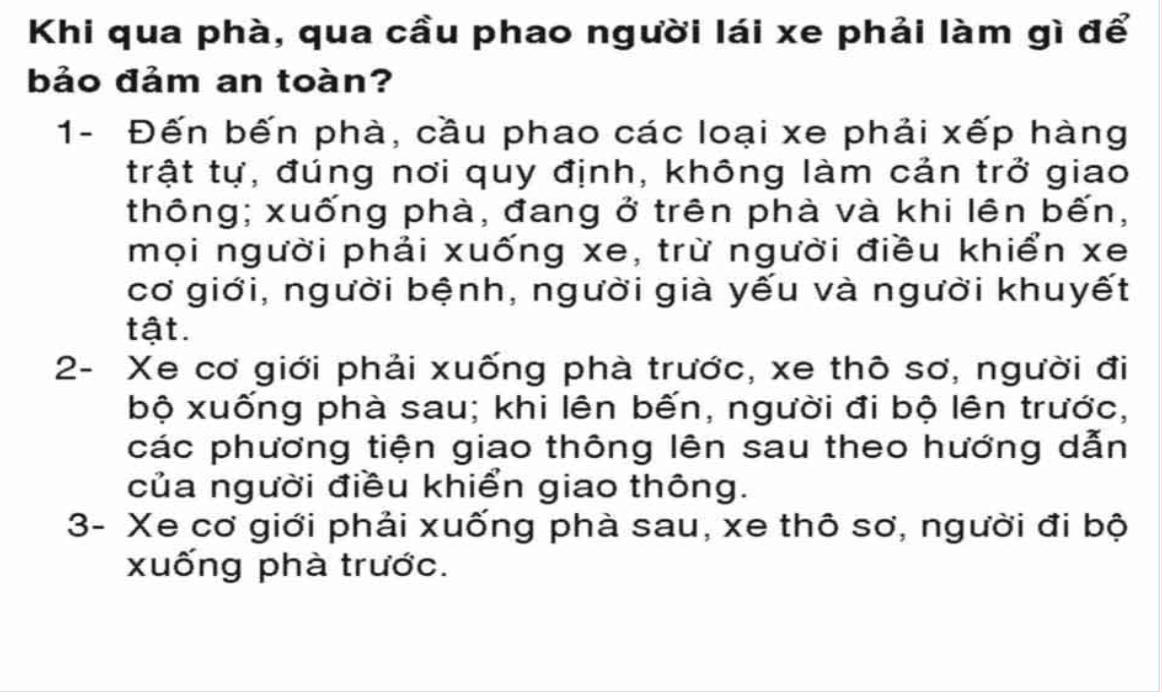 Khi qua phà, qua cầu phao người lái xe phải làm gì để
bảo đảm an toàn?
1- Đến bến phà, cầu phao các loại xe phải xếp hàng
trật tự, đúng nơi quy định, không làm cản trở giao
thông; xuống phà, đang ở trên phà và khi lên bến,
mọi người phải xuống xe, trừ người điều khiển xe
cơ giới, người bệnh, người già yếu và người khuyết
tật.
2- Xe cơ giới phải xuống phà trước, xe thô sơ, người đi
bộ xuống phà sau; khi lên bến, người đi bộ lên trước,
các phương tiện giao thông lên sau theo hướng dẫn
của người điều khiển giao thông.
3- Xe cơ giới phải xuống phà sau, xe thô sơ, người đi bộ
xuống phà trước.